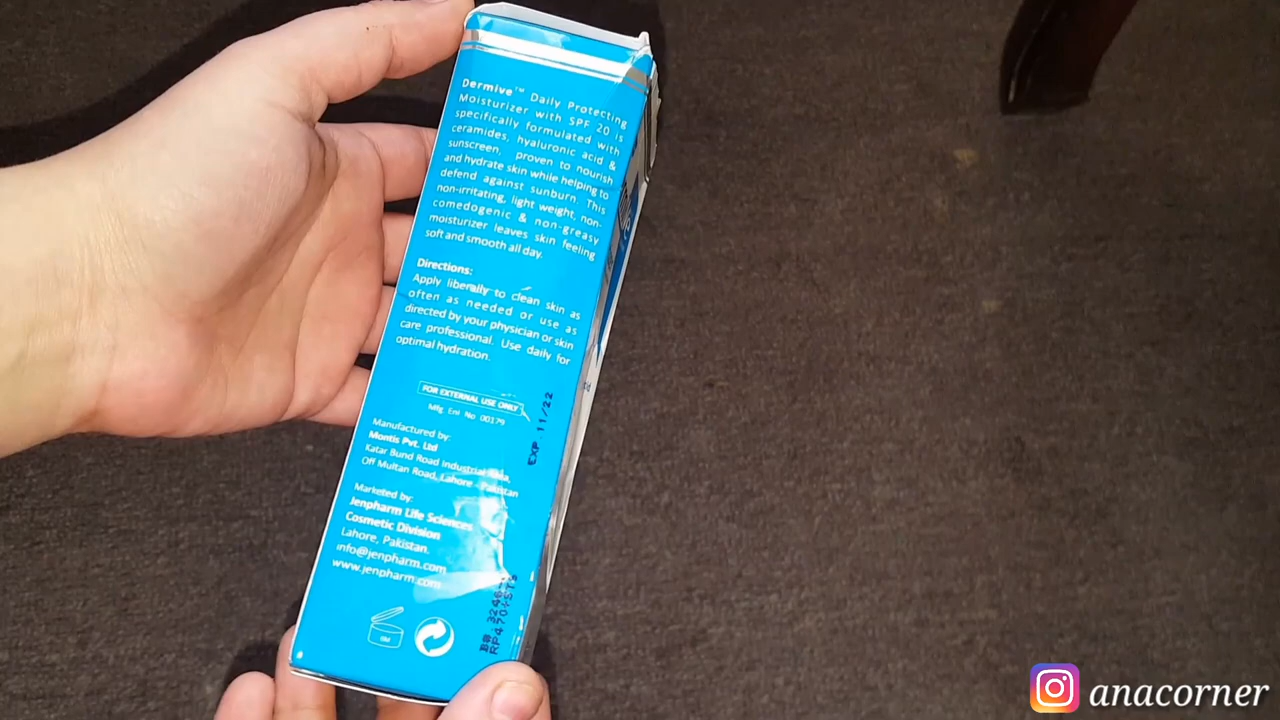 Dermive™ Daily Protecting
Moisturizer with SPF 20 is
specifically formulated with
ceramides, hyaluronic acid &
sunscreen, proven to nourish
and hydrate skin while helping to
defend against sunburn. This
non-irritating, light weight, non-
comedogenic & non-greasy
moisturizer leaves skin feeling
soft and smooth all day.
Directions:
Apply liberally to clean skin as
often as needed or use as
directed by your physician or skin
care professional. Use daily for
optimal hydration.
FOR EXTERNAL USE ONLY
Mfg. Enl No 00179
EXP 11/22
Manufactured by:
Montis Pvt. Ltd
Katar Bund Road Industrial Area,
Off Multan Road, Lahore - Pakistan
Marketed by:
Jenpharm Life Sciences
Cosmetic Division
Lahore, Pakistan.
info@jenpharm.com
www.jenpharm.com
anacorner